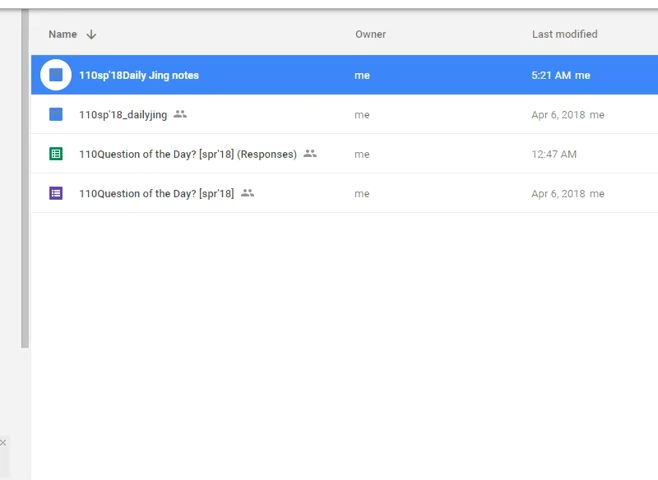 Name Owner Last modified
110sp'18Daily Jing notes me 5:21 AM me
110sp'18_dailyjing me Apr 6, 2018 me
110Question of the Day? [spr'18] (Responses) me 12:47 AM
110Question of the Day? [spr'18] me Apr 6, 2018 me